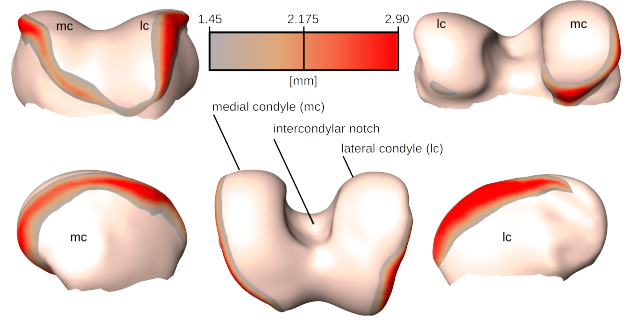 1.45 2.175 2.90
mc lc
lc mc
[mm]
medial condyle (mc)
intercondylar notch
lateral condyle (lc)
mc
lc